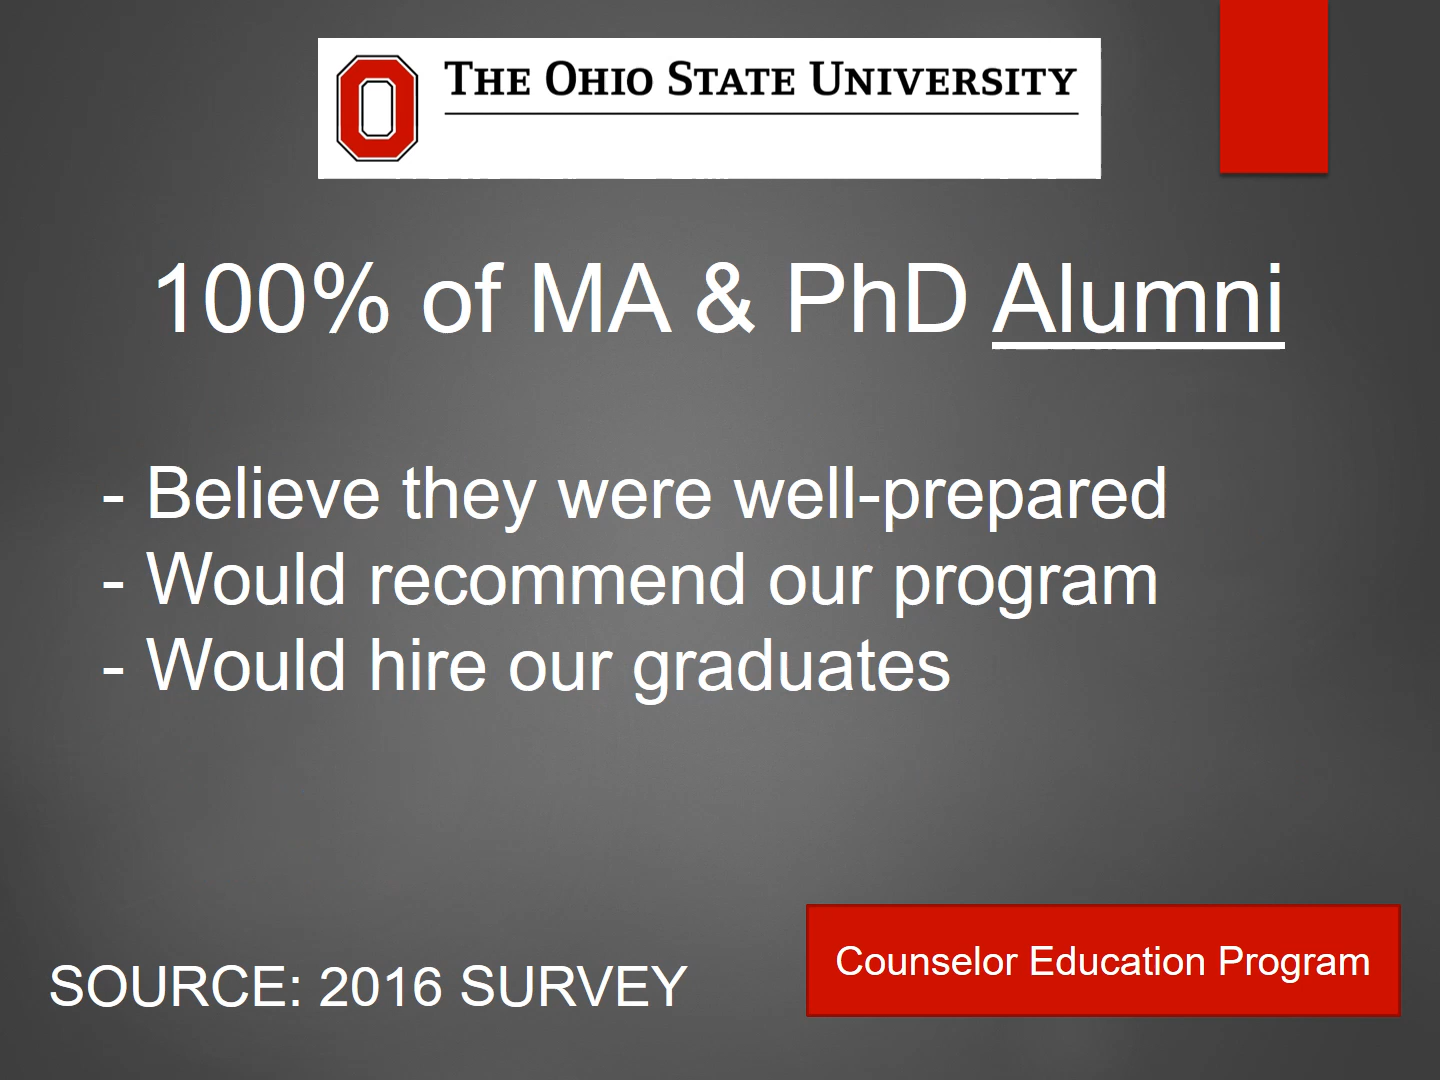 THE OHIO STATE UNIVERSITY
100% of MA & PhD Alumni
- Believe they were well-prepared
- Would recommend our program
- Would hire our graduates
Counselor Education Program
SOURCE: 2016 SURVEY